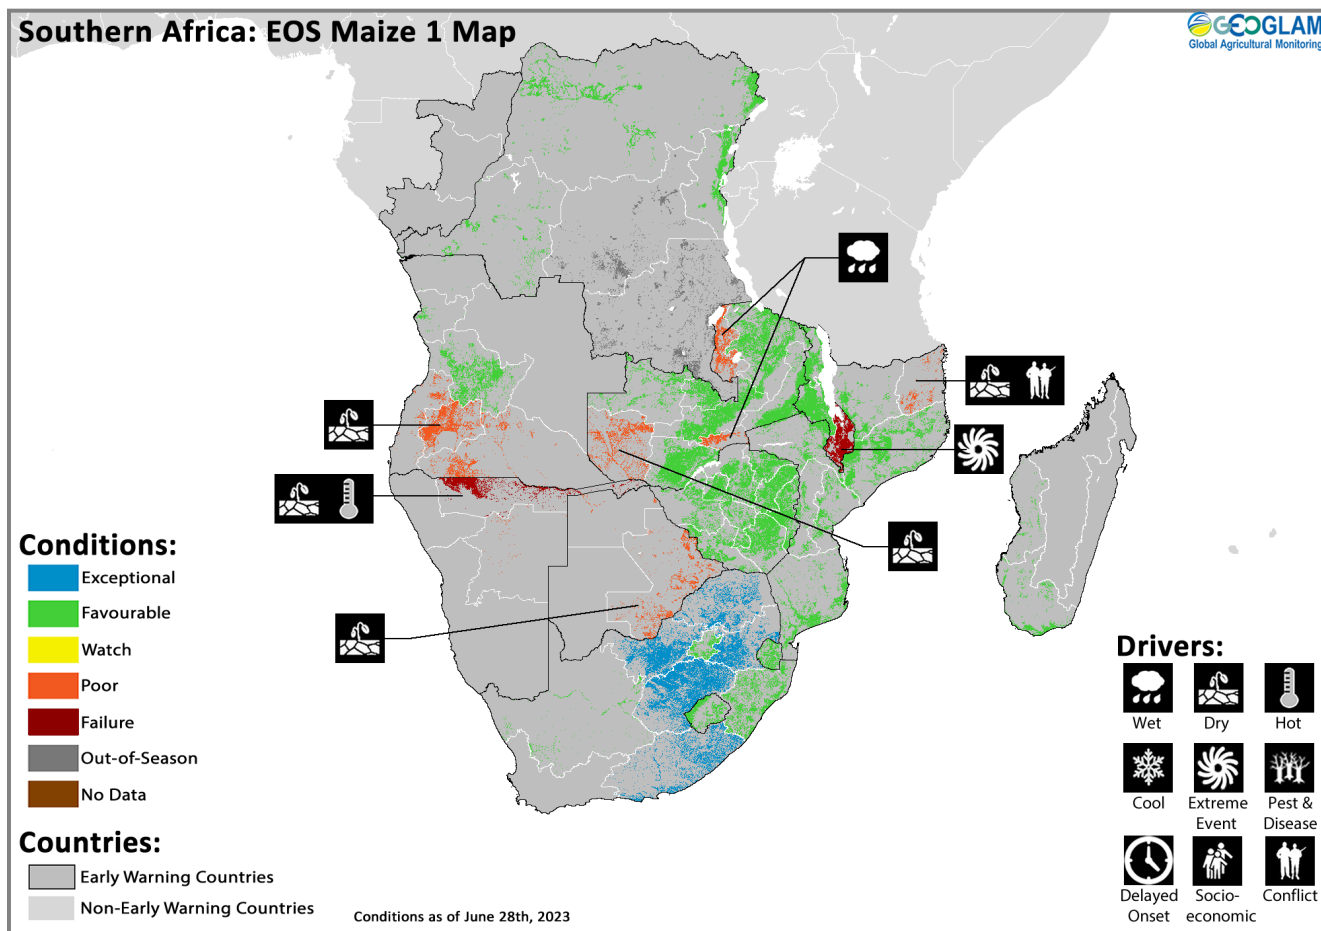 Southern Africa: EOS Maize 1 Map
GEOGLAM
Global Agricultural Monitoring
Conditions:
Exceptional
Favourable
Watch
Poor
Failure
Out-of-Season
No Data
Countries:
Early Warning Countries
Non-Early Warning Countries
Conditions as of June 28th, 2023
Drivers:
Wet
Dry
Hot
Cool
Extreme
Event
Pest &
Disease
Delayed
Onset
Socio-
economic
Conflict